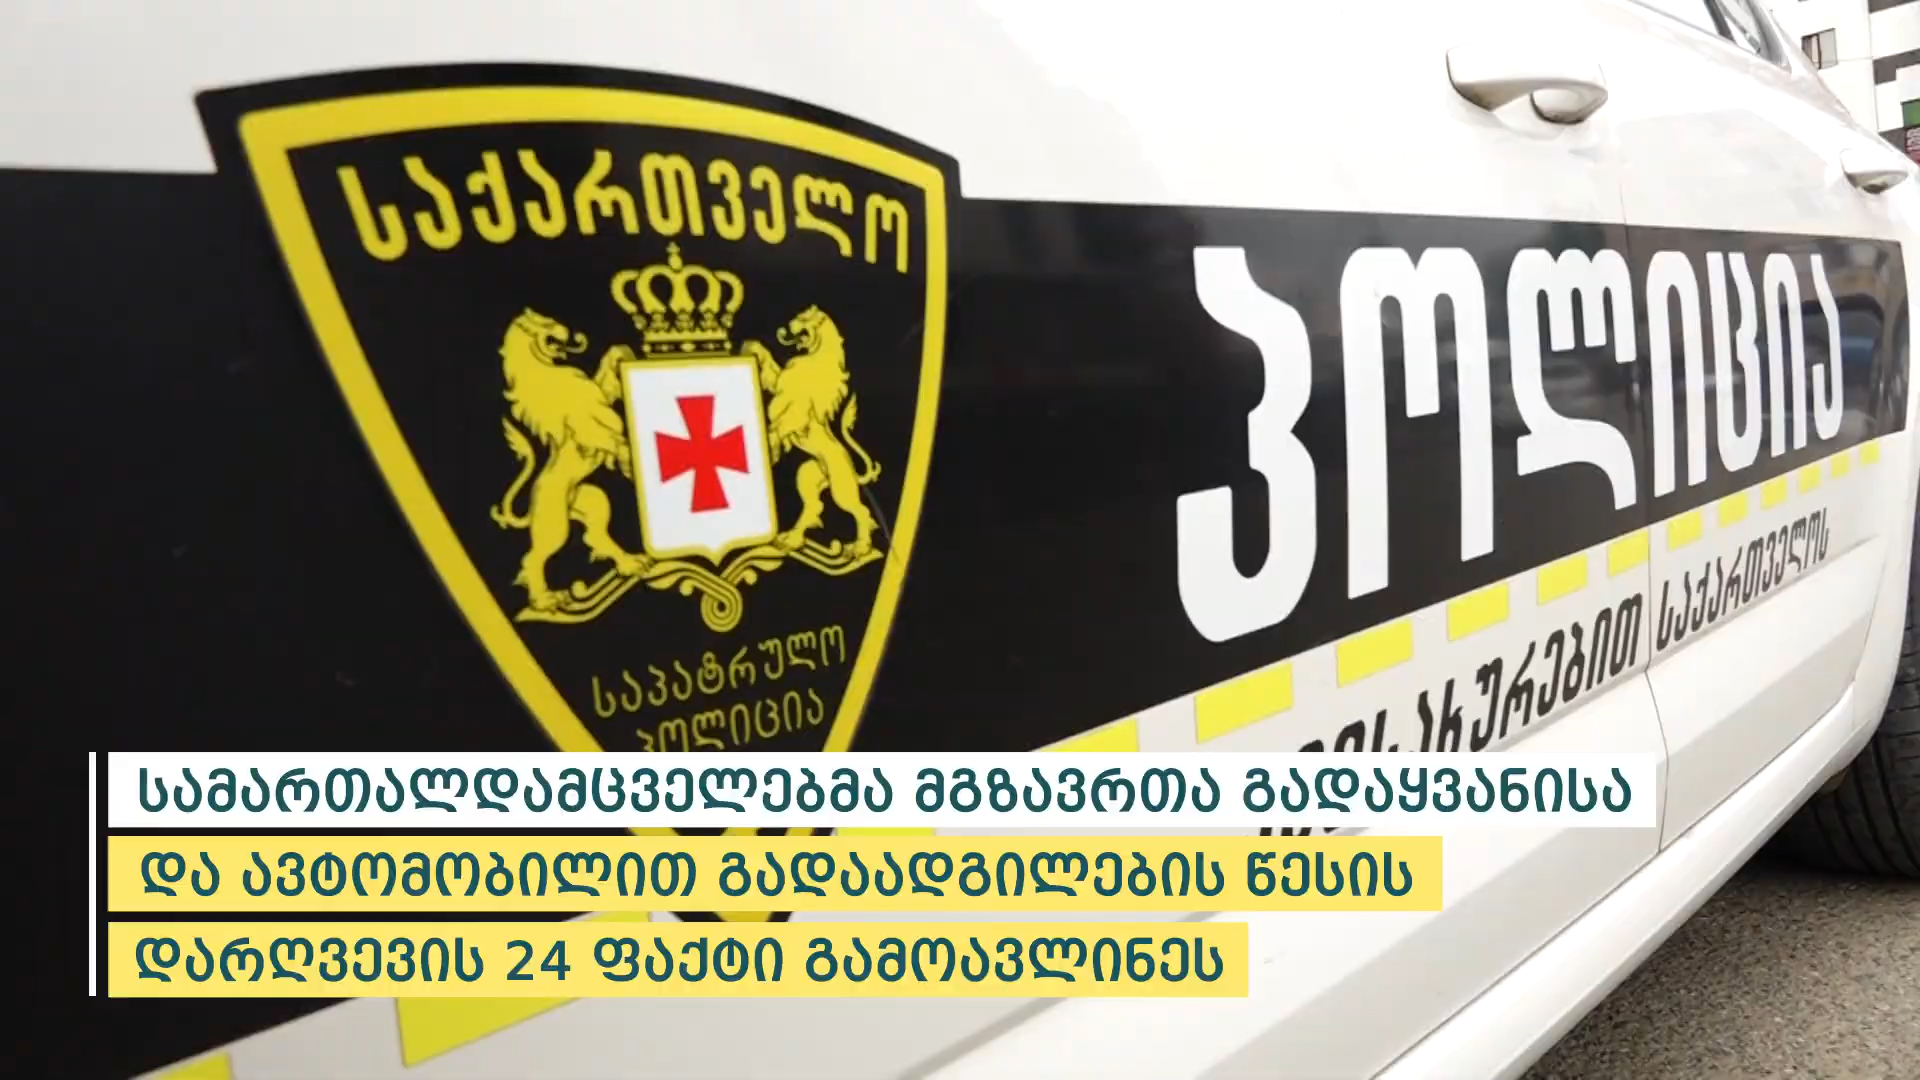 საქართველო
საპატრულო
პოლიცია
პოლიცია
საქართველოს
სამართალდამცველებმა მგზავრთა გადაყვანისა
და ავტომობილით გადაადგილების წესის
დარღვევის 24 ფაქტი გამოავლინეს